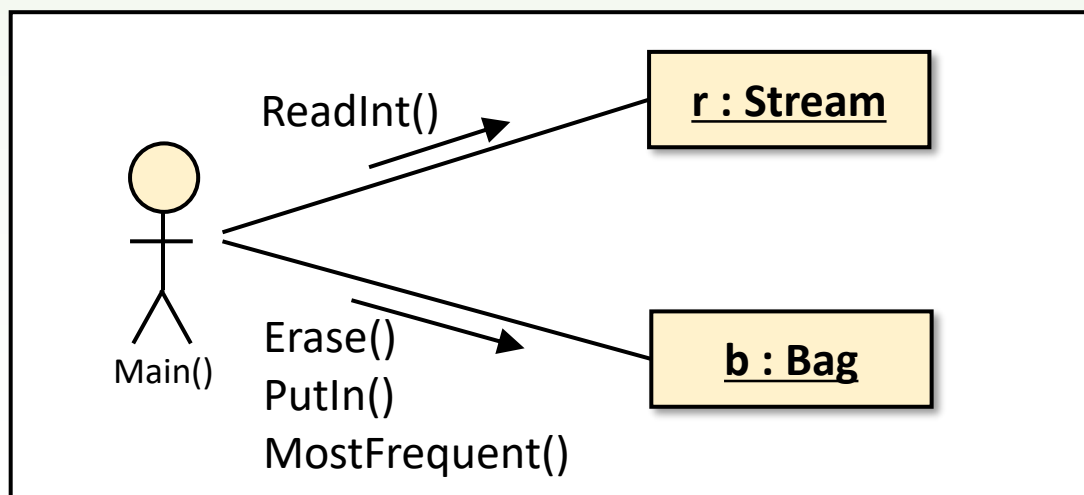 ReadInt()
r : Stream
Main()
Erase()
PutIn()
MostFrequent()
b : Bag